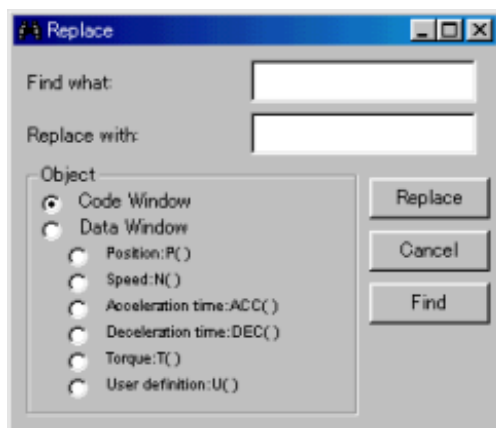 Replace
Find what:
Replace with:
Object
Code Window
Data Window
Position:P()
Speed:N()
Acceleration time:ACC()
Deceleration time:DEC()
Torque:T()
User definition:U()
Replace
Cancel
Find